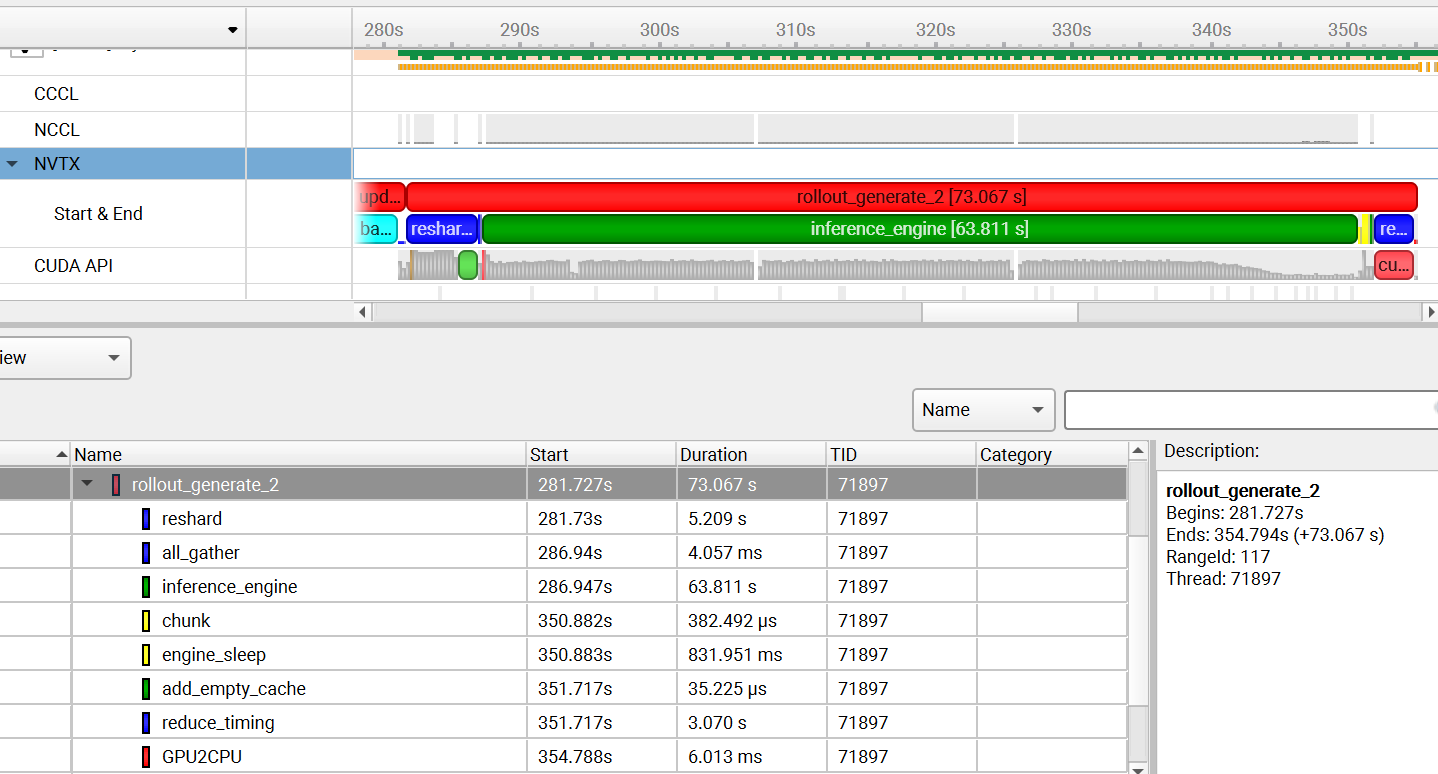 280s 290s 300s 310s 320s 330s 340s 350s
CCCL
NCCL
NVTX
Start & End
upd... rollout_generate_2 [73.067 s]
ba... reshar... inference_engine [63.811 s] re...
CUDA API
cu...
iew
Name
Name Start Duration TID Category
rollout_generate_2 281.727s 73.067 s 71897
reshard 281.73s 5.209 s 71897
all_gather 286.94s 4.057 ms 71897
inference_engine 286.947s 63.811 s 71897
chunk 350.882s 382.492 μs 71897
engine_sleep 350.883s 831.951 ms 71897
add_empty_cache 351.717s 35.225 μs 71897
reduce_timing 351.717s 3.070 s 71897
GPU2CPU 354.788s 6.013 ms 71897
Description:
rollout_generate_2
Begins: 281.727s
Ends: 354.794s (+73.067 s)
RangeId: 117
Thread: 71897